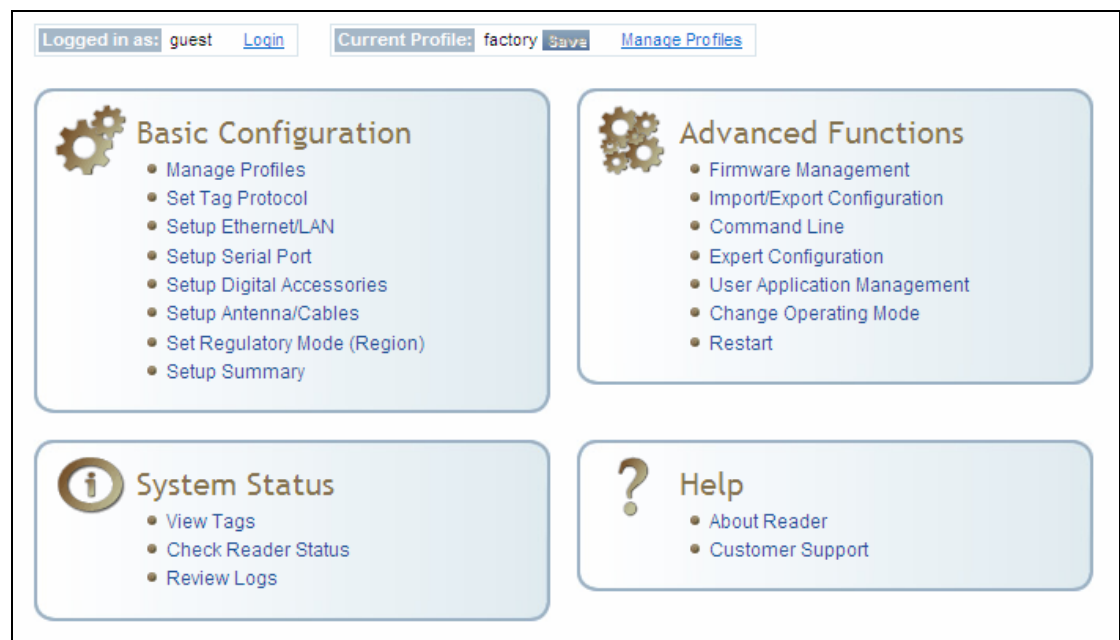 Logged in as: guest Login Current Profile: factory Save Manage Profiles
Basic Configuration
Manage Profiles
Set Tag Protocol
Setup Ethernet/LAN
Setup Serial Port
Setup Digital Accessories
Setup Antenna/Cables
Set Regulatory Mode (Region)
Setup Summary
Advanced Functions
Firmware Management
Import/Export Configuration
Command Line
Expert Configuration
User Application Management
Change Operating Mode
Restart
System Status
View Tags
Check Reader Status
Review Logs
Help
About Reader
Customer Support